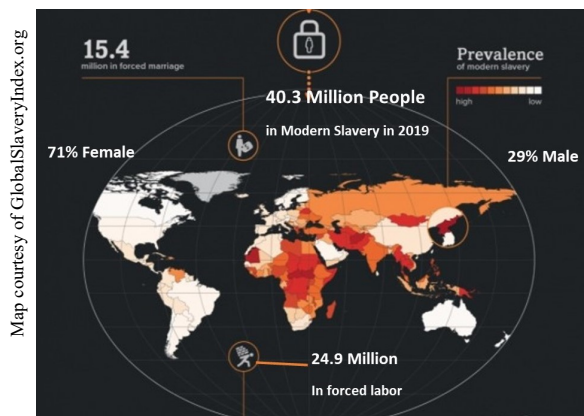 Map courtesy of GlobalSlaveryIndex.org
15.4
million in forced marriage
Prevalence
of modern slavery
high low
40.3 Million People
in Modern Slavery in 2019
71% Female
29% Male
24.9 Million
In forced labor